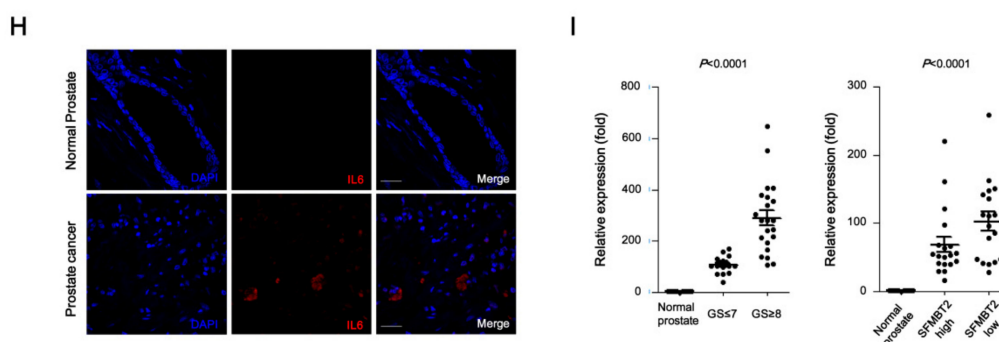 H
Normal Prostate
DAPI
IL6
Merge
Prostate cancer
DAPI
IL6
Merge
I
P<0.0001
Relative expression (fold)
800
600
400
200
0
Normal prostate
GS≤7
GS≥8
P<0.0001
Relative expression (fold)
300
200
100
0
Normal prostate
SFMBT2 high
SFMBT2 low